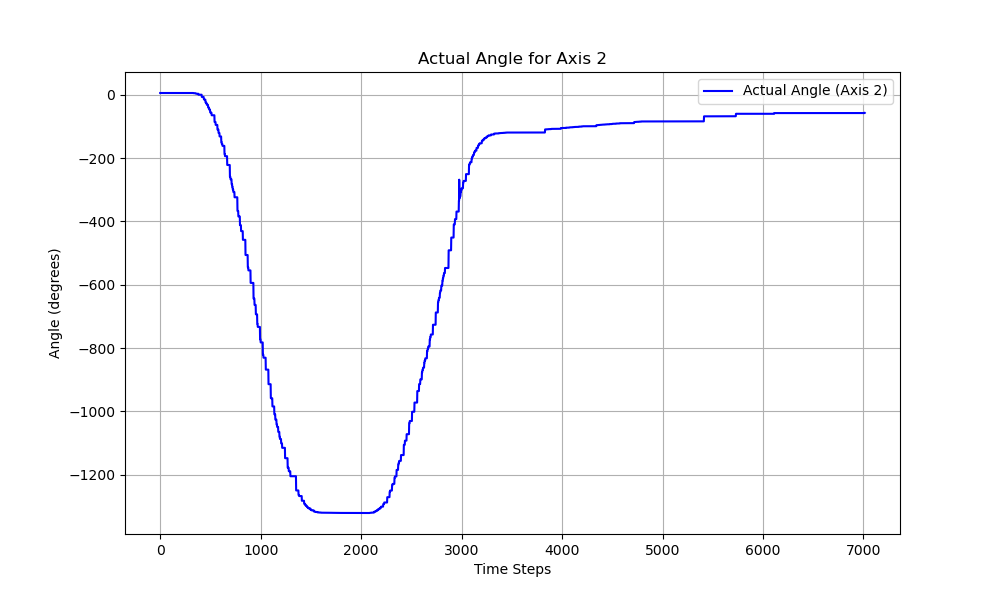 Actual Angle for Axis 2
Actual Angle (Axis 2)
Angle (degrees)
0
−200
−400
−600
−800
−1000
−1200
0 1000 2000 3000 4000 5000 6000 7000
Time Steps